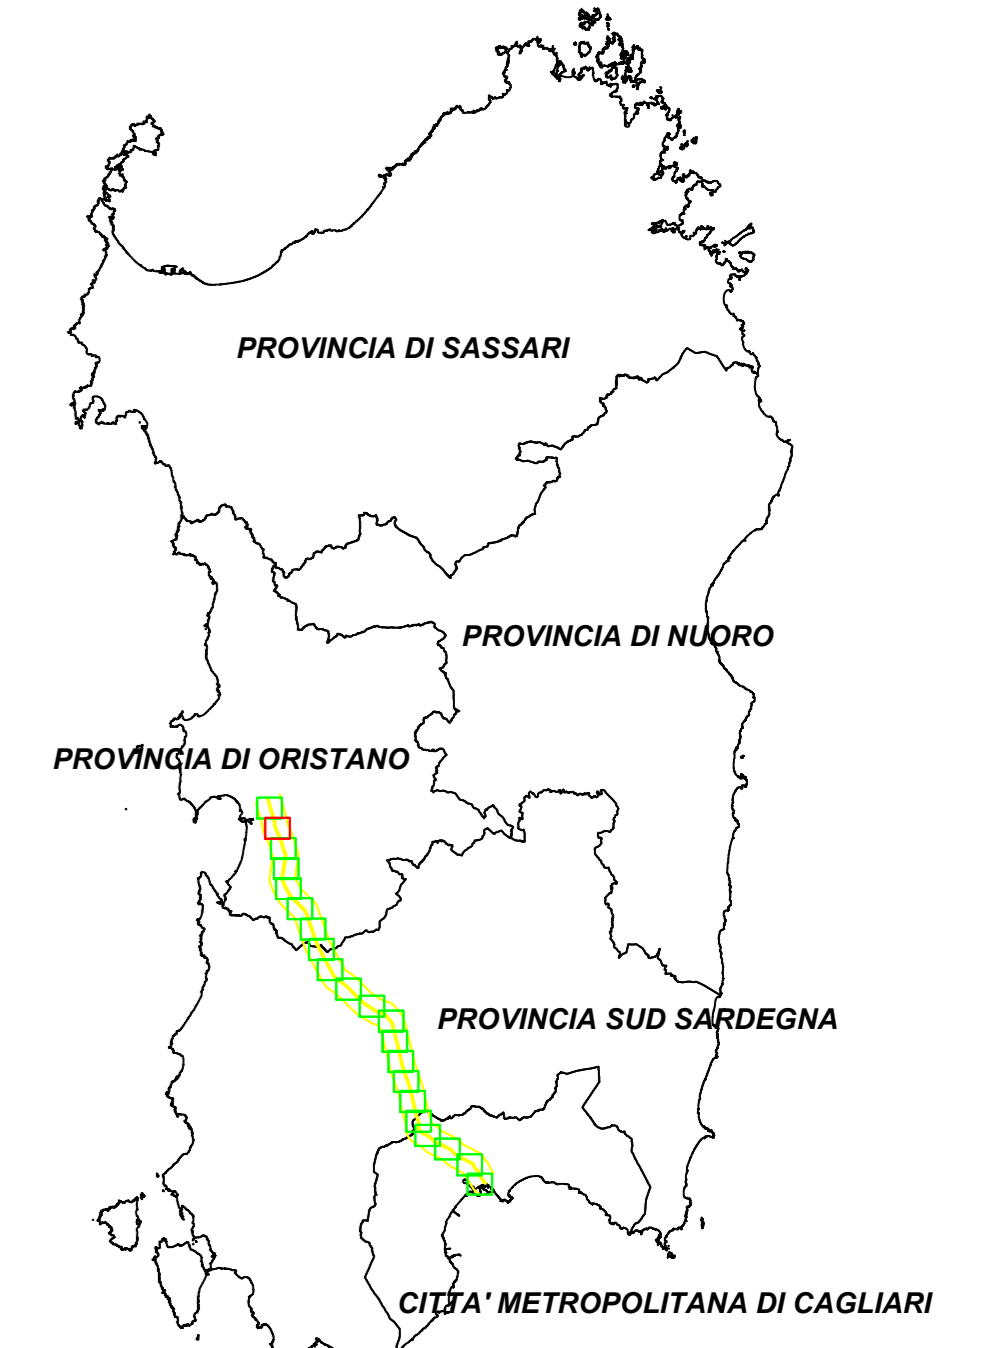 PROVINCIA DI SASSARI
PROVINCIA DI NUORO
PROVINCIA DI ORISTANO
PROVINCIA SUD SARDEGNA
CITTA' METROPOLITANA DI CAGLIARI